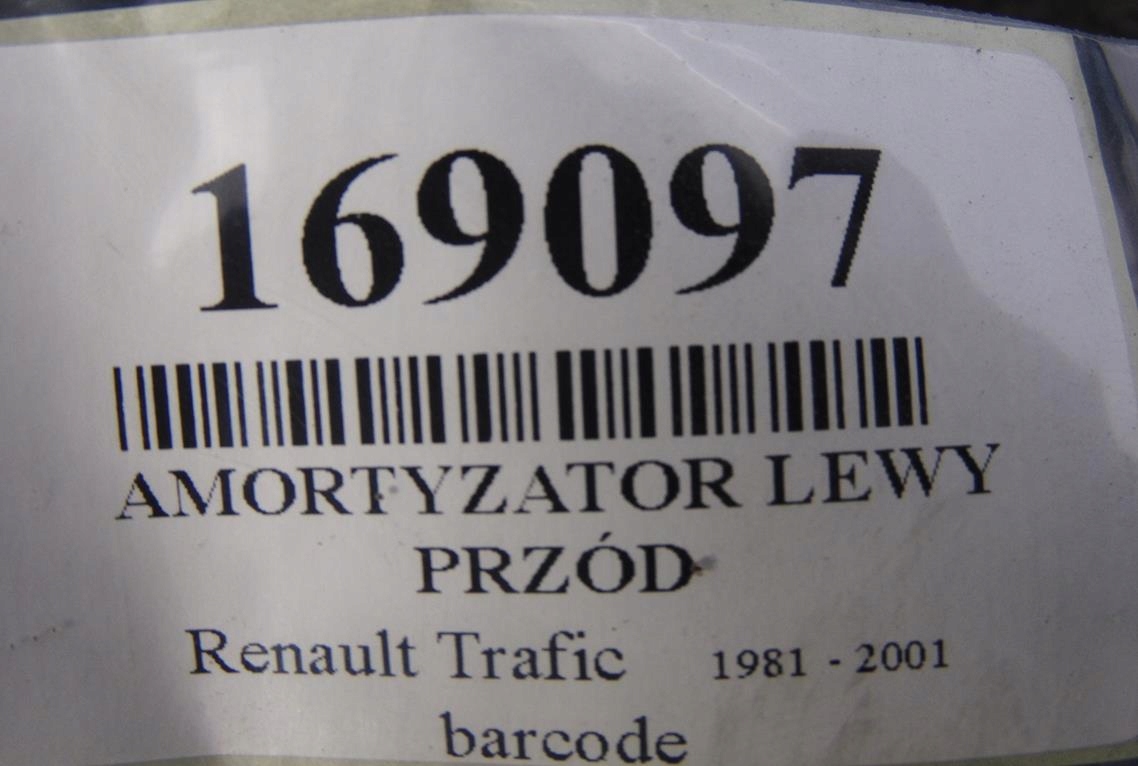 169097
AMORTYZATOR LEWY
PRZÓD
Renault Trafic 1981 - 2001
barcode